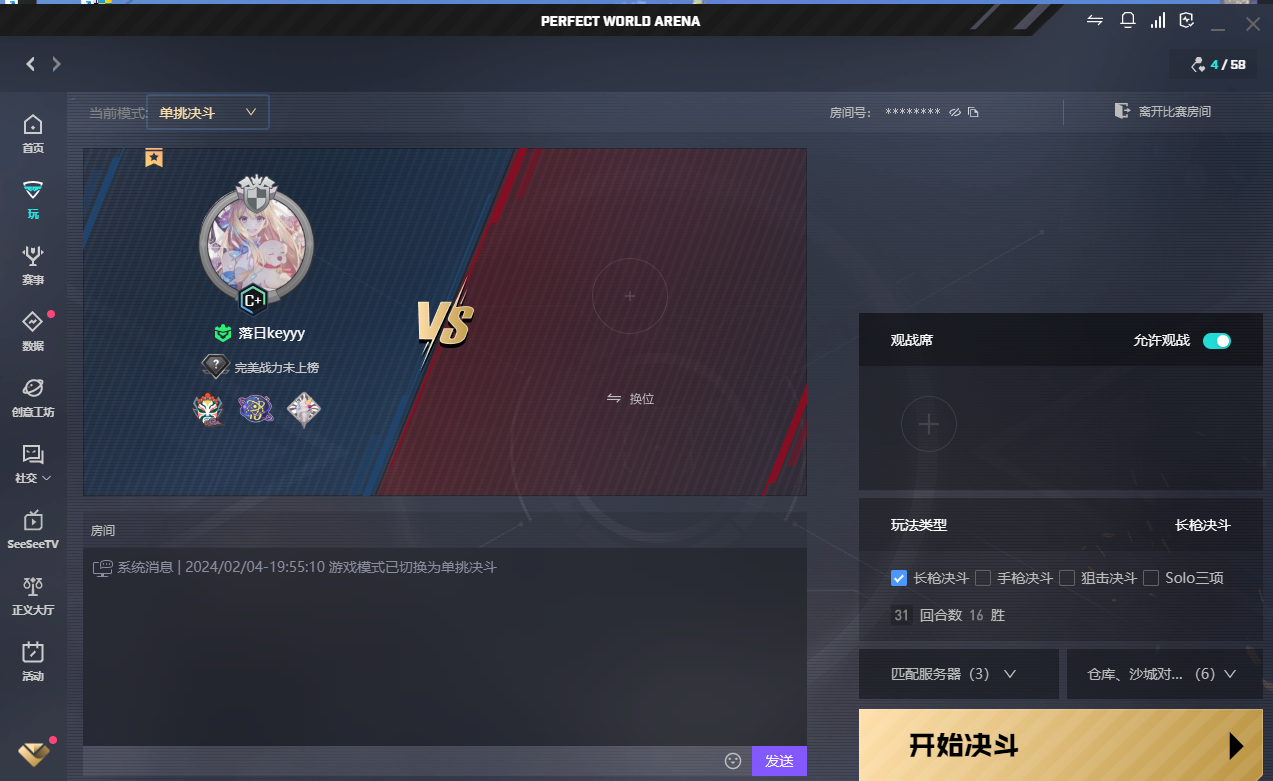 PERFECT WORLD ARENA
4 / 58
当前模式: 单挑决斗
房间号: ********
离开比赛房间
首页
玩
赛事
数据
创意工坊
社交
SeeSeeTV
正义大厅
活动
C+
落日keyyy
?
完美战力未上榜
10
VS
换位
观战席
允许观战
玩法类型
长枪决斗
长枪决斗 手枪决斗 狙击决斗 Solo三项
31 回合数 16 胜
匹配服务器 (3)
仓库、沙城对... (6)
开始决斗
房间
系统消息 | 2024/02/04-19:55:10 游戏模式已切换为单挑决斗
发送